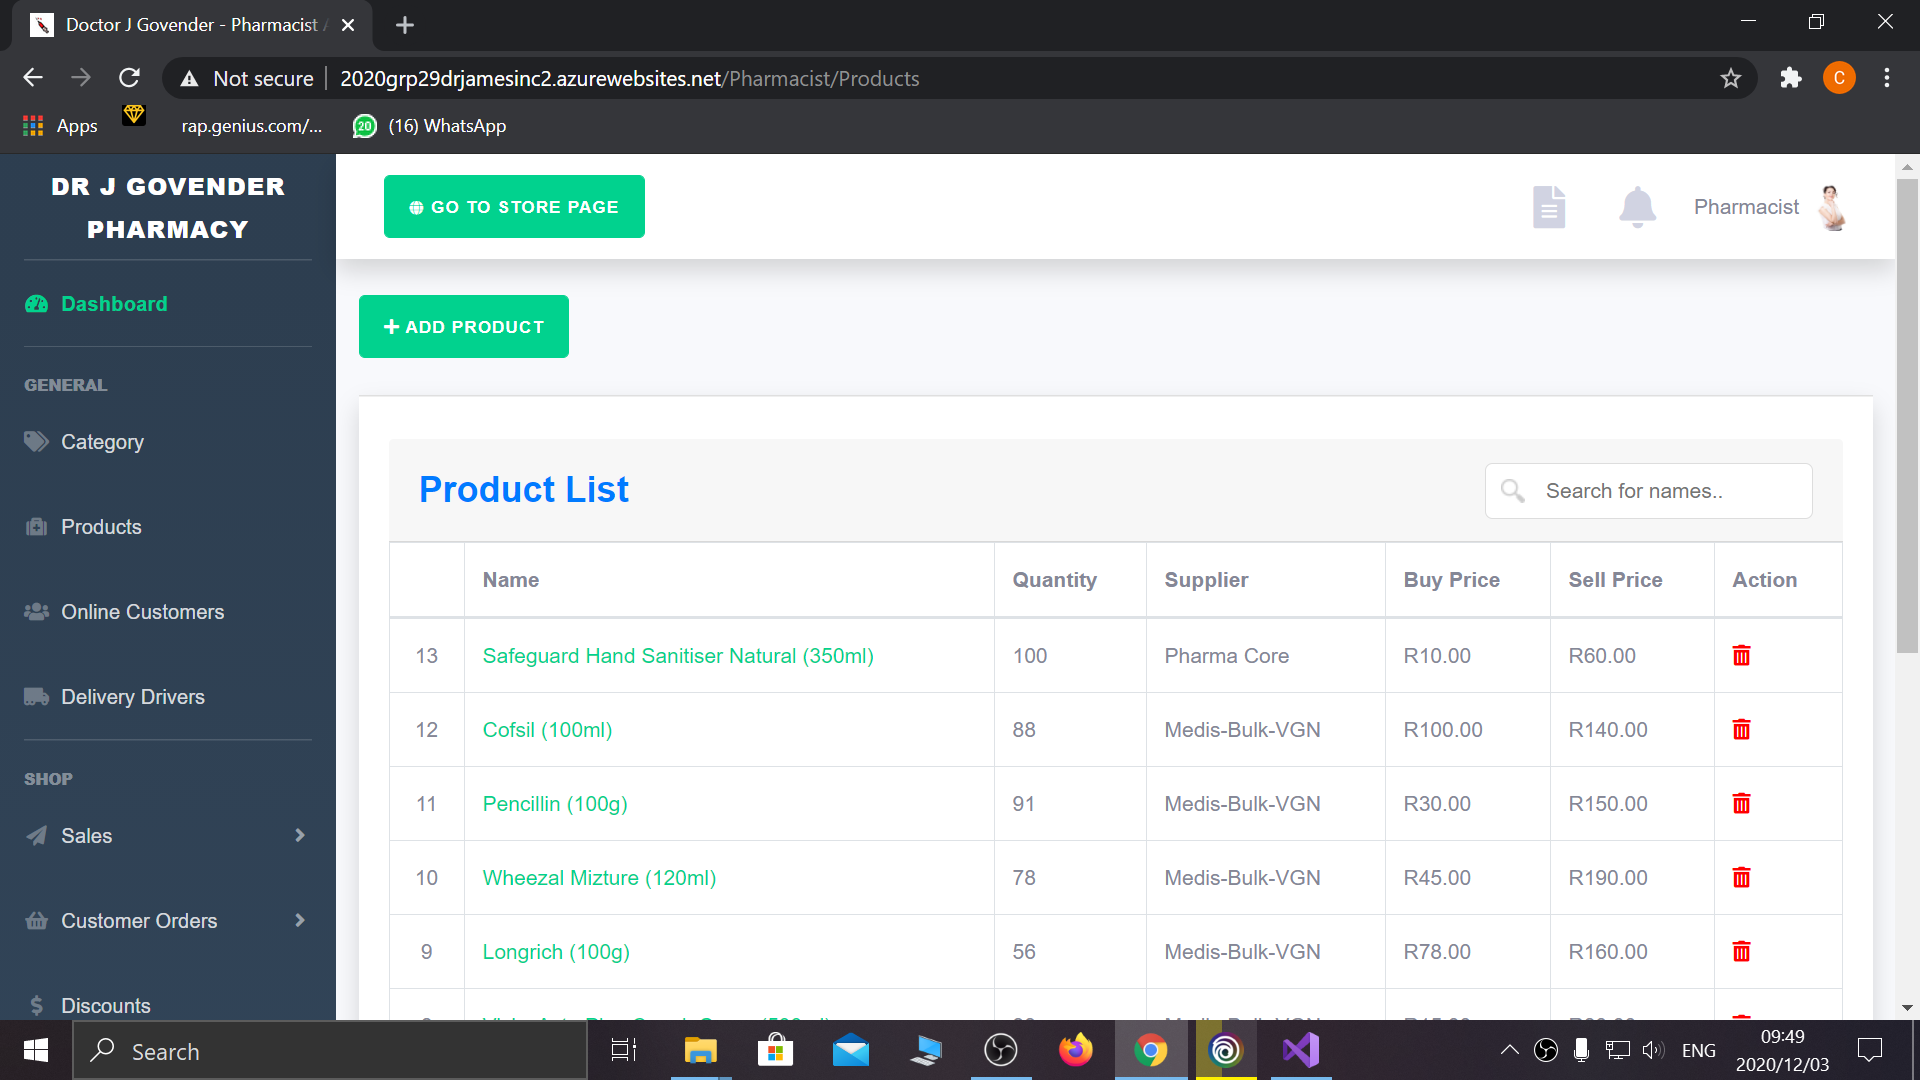 Doctor J Govender - Pharmacist
Not secure | 2020grp29drjamesinc2.azurewebsites.net/Pharmacist/Products
C
Apps
rap.genius.com/...
20 (16) WhatsApp
DR J GOVENDER
PHARMACY
GO TO STORE PAGE
Pharmacist
Dashboard
ADD PRODUCT
GENERAL
Category
Products
Online Customers
Delivery Drivers
SHOP
Sales
Customer Orders
Discounts
Product List
Search for names..
Name Quantity Supplier Buy Price Sell Price Action
13 Safeguard Hand Sanitiser Natural (350ml) 100 Pharma Core R10.00 R60.00
12 Cofsil (100ml) 88 Medis-Bulk-VGN R100.00 R140.00
11 Pencillin (100g) 91 Medis-Bulk-VGN R30.00 R150.00
10 Wheezal Mizture (120ml) 78 Medis-Bulk-VGN R45.00 R190.00
9 Longrich (100g) 56 Medis-Bulk-VGN R78.00 R160.00
Search
ENG
09:49
2020/12/03